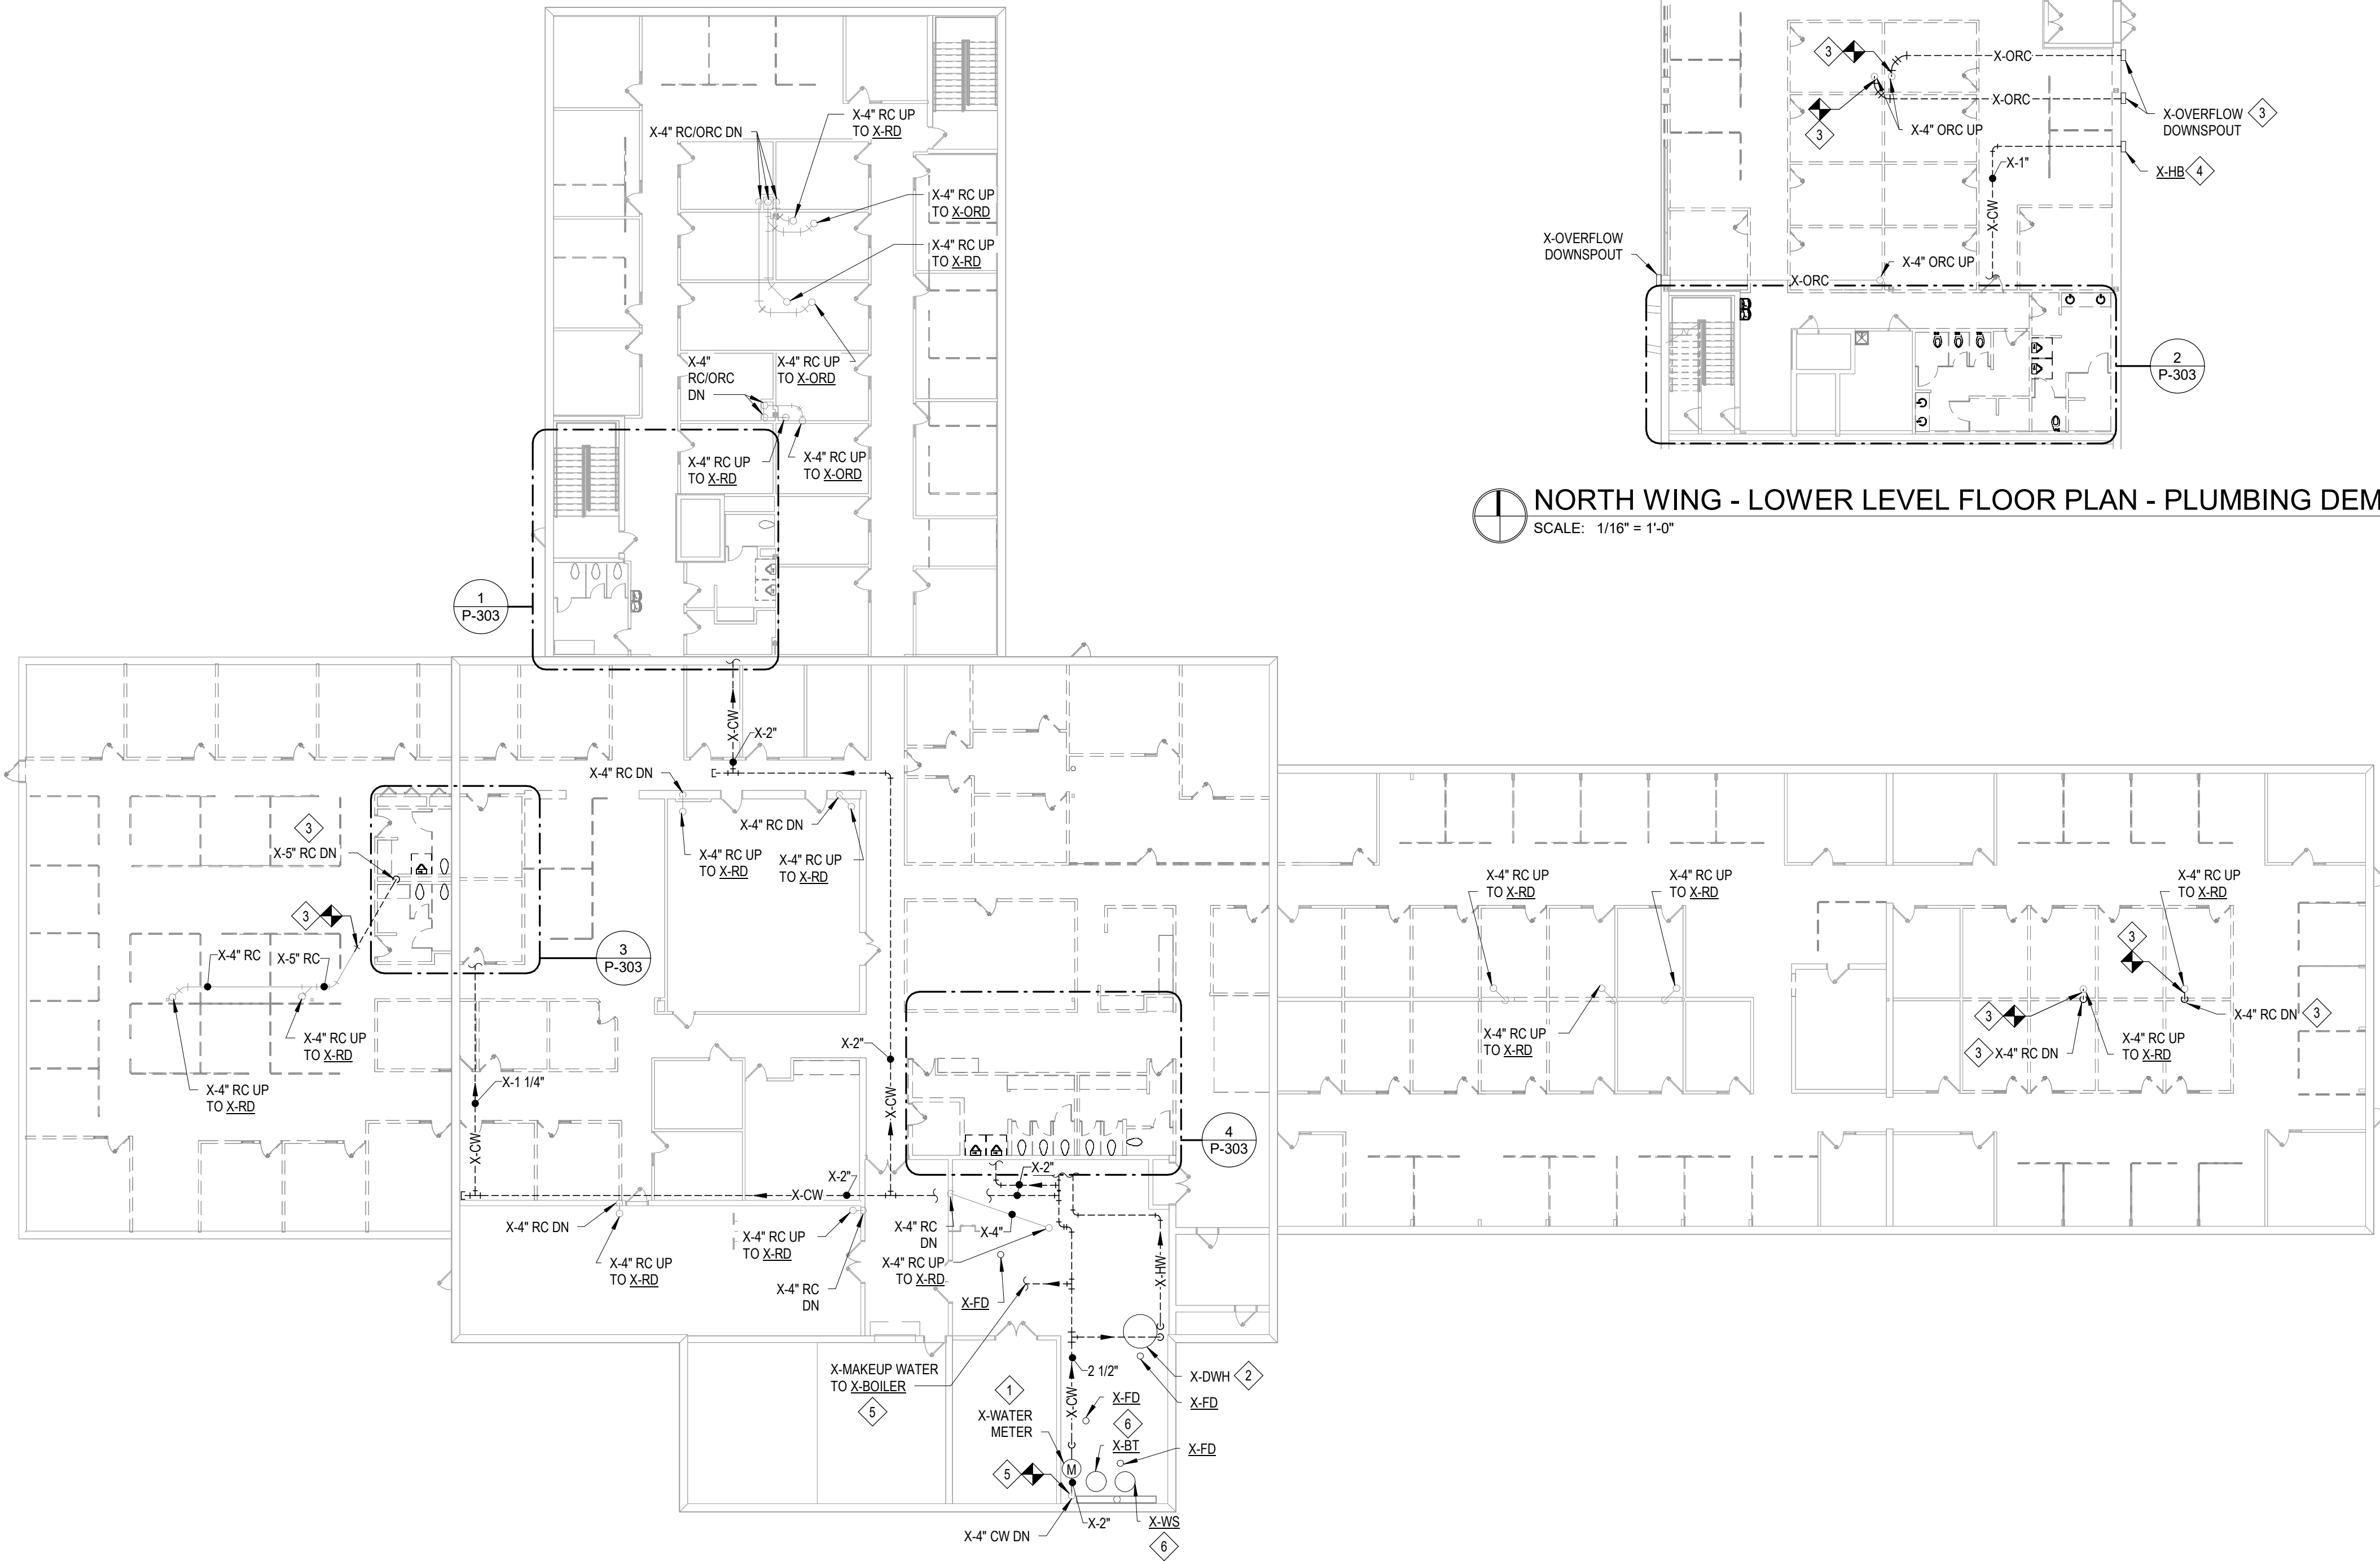 X-4" RC/ORC DN
X-4" RC UP
TO X-RD
X-4" RC UP
TO X-ORD
X-4" RC UP
TO X-RD
X-4"
RC/ORC
DN
X-4" RC UP
TO X-ORD
X-4" RC UP
TO X-RD
X-4" RC UP
TO X-ORD
1
P-303
3
X-ORC
X-ORC
3
X-4" ORC UP
X-OVERFLOW
DOWNSPOUT
3
X-1"
X-HB
4
X-CW
X-OVERFLOW
DOWNSPOUT
X-4" ORC UP
X-ORC
2
P-303
NORTH WING - LOWER LEVEL FLOOR PLAN - PLUMBING DEM
SCALE: 1/16" = 1'-0"
X-CW
X-2"
X-4" RC DN
X-4" RC DN
X-4" RC UP
TO X-RD
X-4" RC UP
TO X-RD
3
X-5" RC DN
3
X-4" RC
X-5" RC
3
P-303
X-4" RC UP
TO X-RD
X-4" RC UP
TO X-RD
X-1 1/4"
X-CW
X-2"
X-CW
X-2"
X-CW
X-2"
4
P-303
X-4" RC UP
TO X-RD
X-4" RC UP
TO X-RD
X-4" RC UP
TO X-RD
X-4" RC UP
TO X-RD
3
3
X-4" RC DN
3
3
X-4" RC DN
X-4" RC UP
TO X-RD
X-4" RC DN
X-4" RC UP
TO X-RD
X-4" RC UP
TO X-RD
X-4" RC
DN
X-4" RC
DN
X-4"
X-4" RC UP
TO X-RD
X-FD
X-HW
X-MAKEUP WATER
TO X-BOILER
5
2 1/2"
X-CW
X-DWH
2
X-FD
1
X-WATER
METER
X-FD
6
X-BT
X-FD
M
5
X-4" CW DN
X-2"
X-WS
6